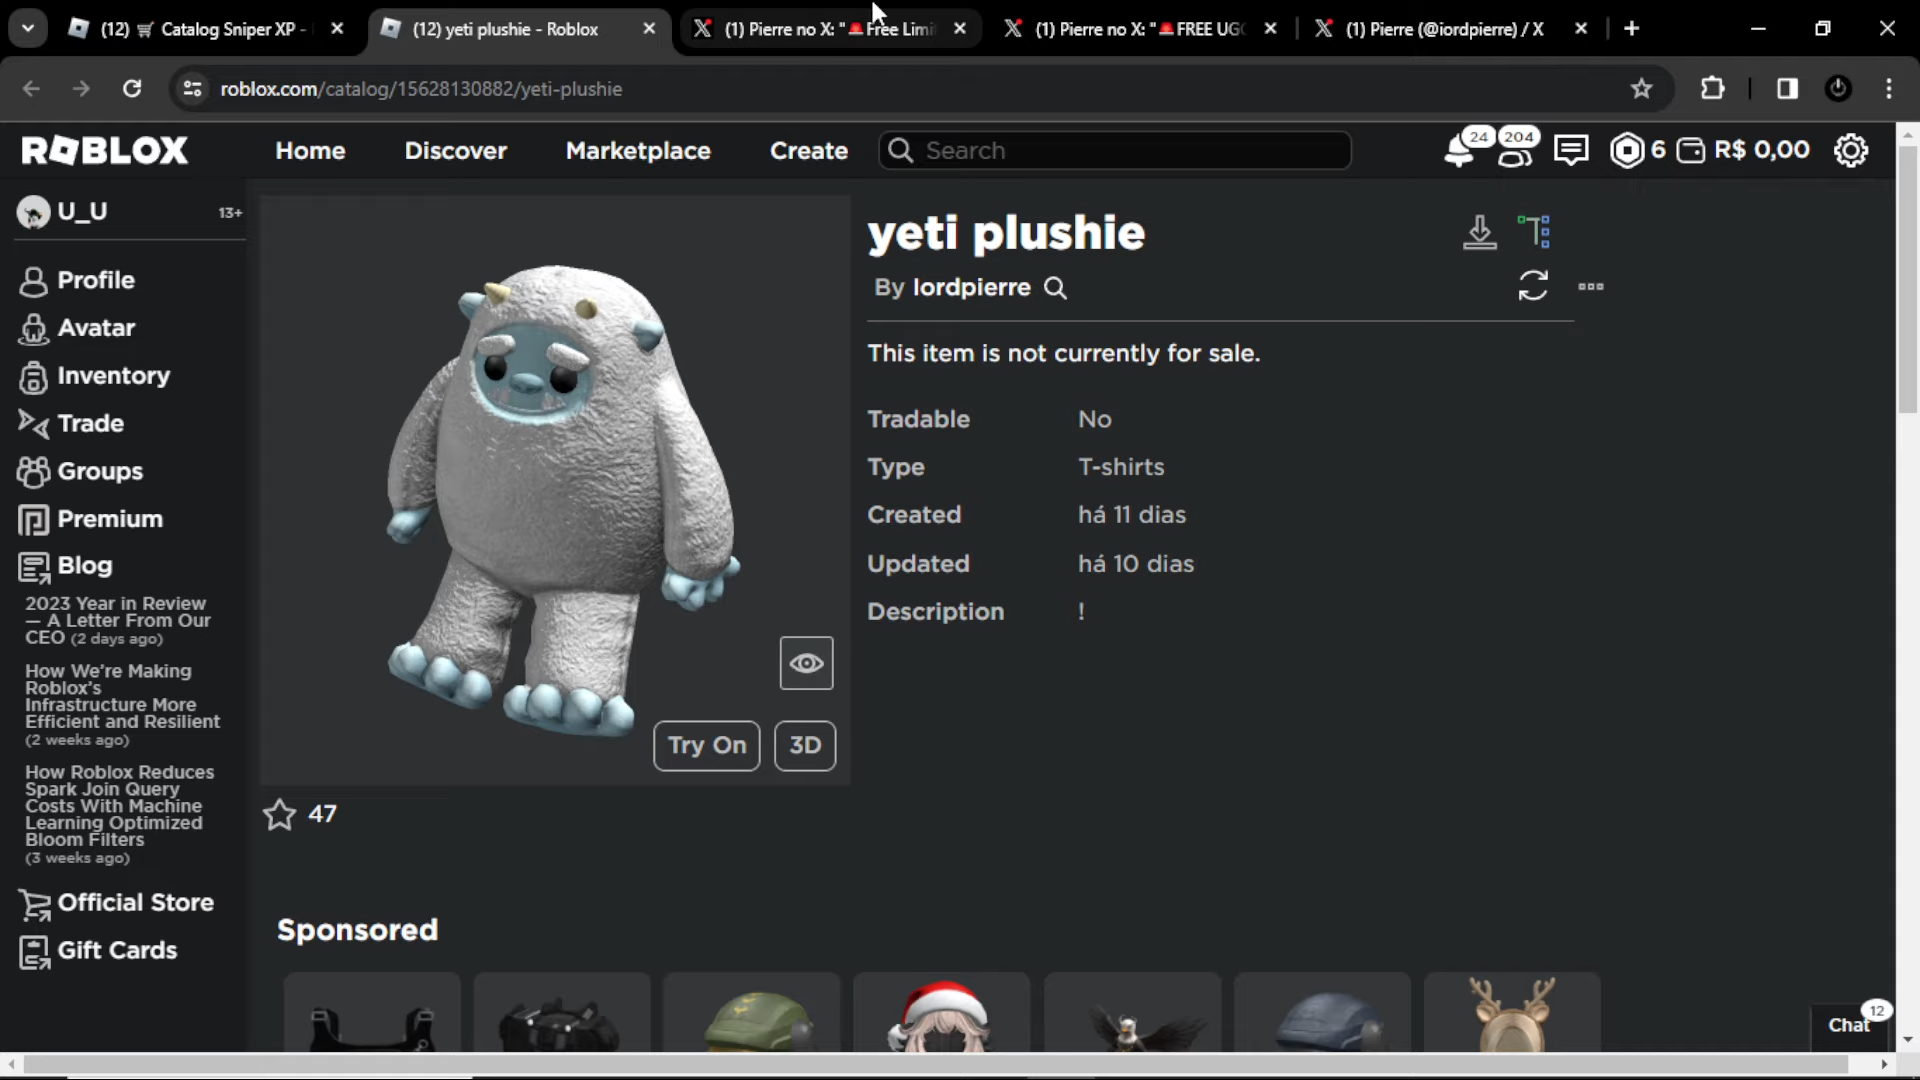 (12) 🛒 Catalog Sniper XP -
(12) yeti plushie - Roblox
(1) Pierre no X: "🚨Free Limi
(1) Pierre no X: "🚨FREE UGC
(1) Pierre (@iordpierre) / X
roblox.com/catalog/15628130882/yeti-plushie
ROBLOX
Home
Discover
Marketplace
Create
Search
24
204
6
R$ 0,00
U_U
13+
Profile
Avatar
Inventory
Trade
Groups
Premium
Blog
2023 Year in Review
— A Letter From Our
CEO (2 days ago)
How We're Making
Roblox's
Infrastructure More
Efficient and Resilient
(2 weeks ago)
How Roblox Reduces
Spark Join Query
Costs With Machine
Learning Optimized
Bloom Filters
(3 weeks ago)
Official Store
Gift Cards
Try On
3D
47
yeti plushie
By lordpierre
This item is not currently for sale.
Tradable No
Type T-shirts
Created há 11 dias
Updated há 10 dias
Description !
Sponsored
Chat
12